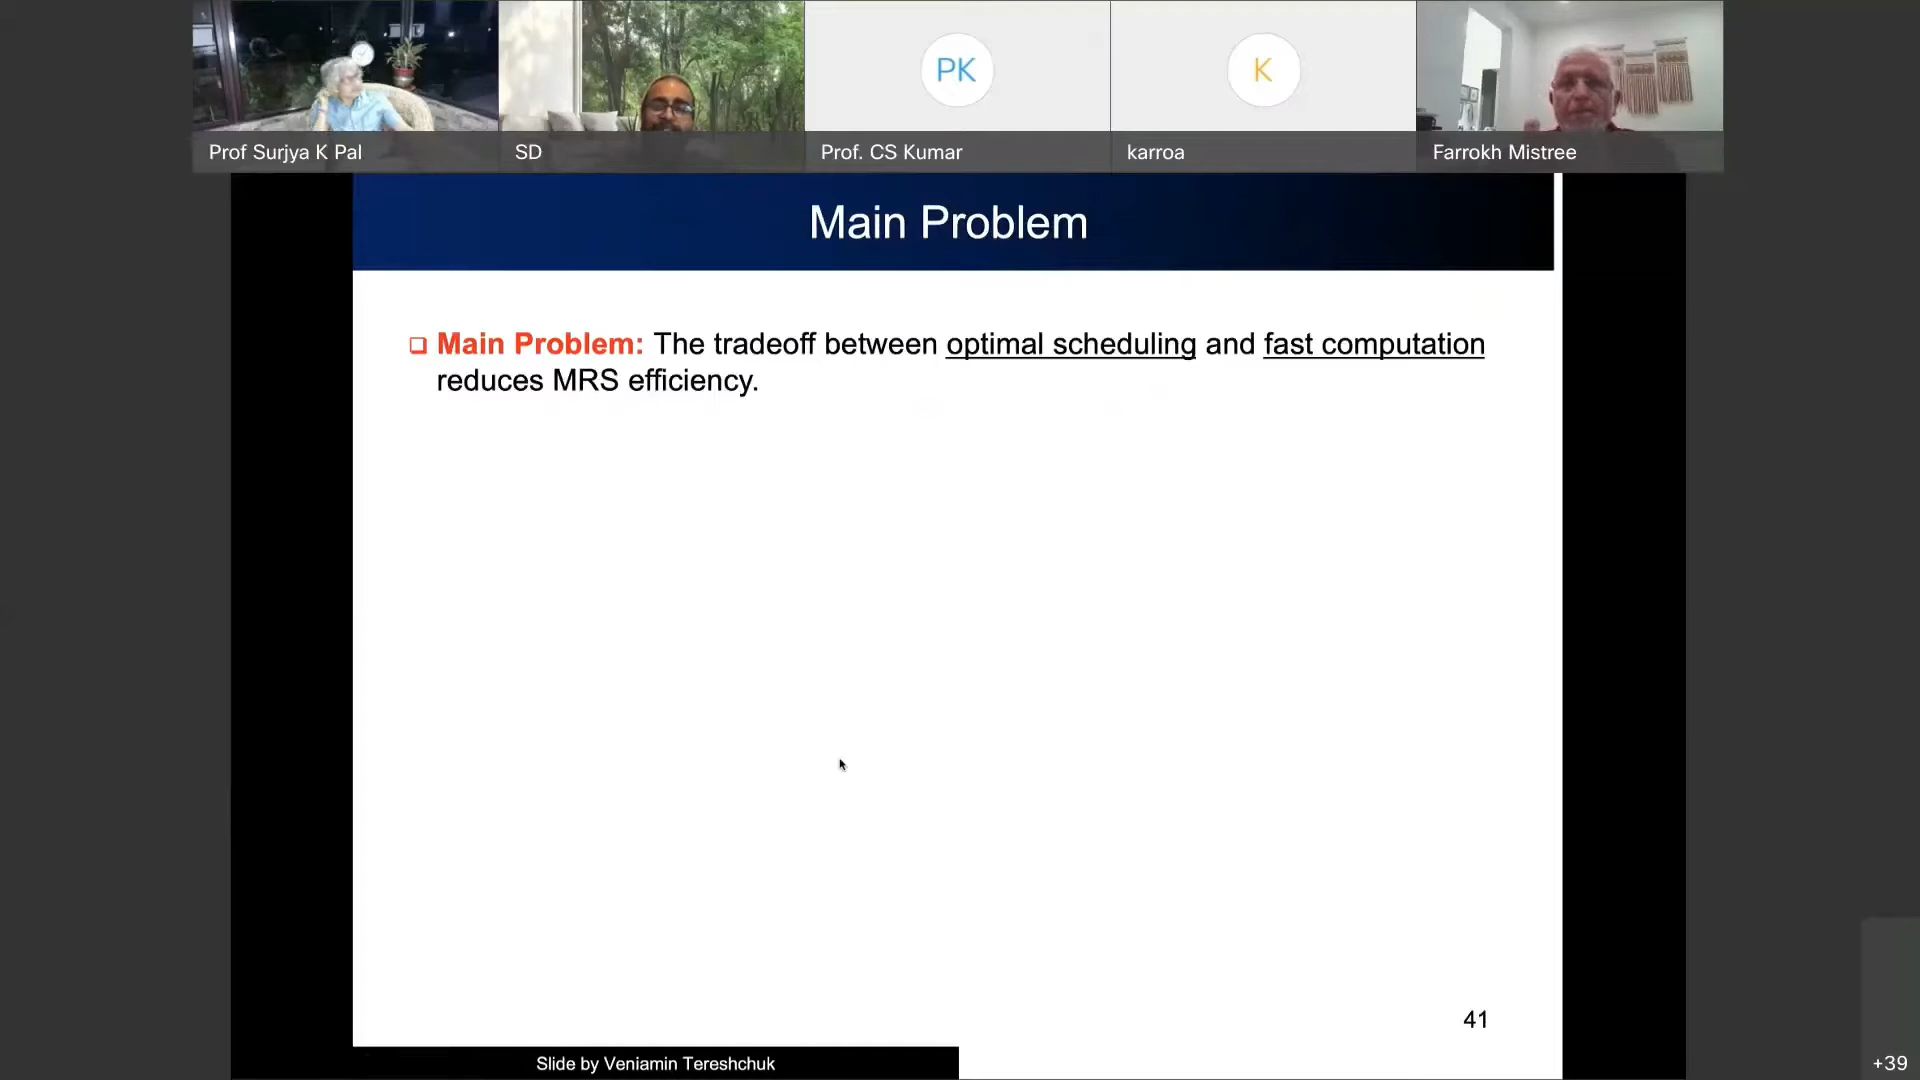 PK
K
Prof Surjya K Pal
SD
Prof. CS Kumar
karroa
Farrokh Mistree
Main Problem
Main Problem: The tradeoff between optimal scheduling and fast computation
reduces MRS efficiency.
41
Slide by Veniamin Tereshchuk
+39